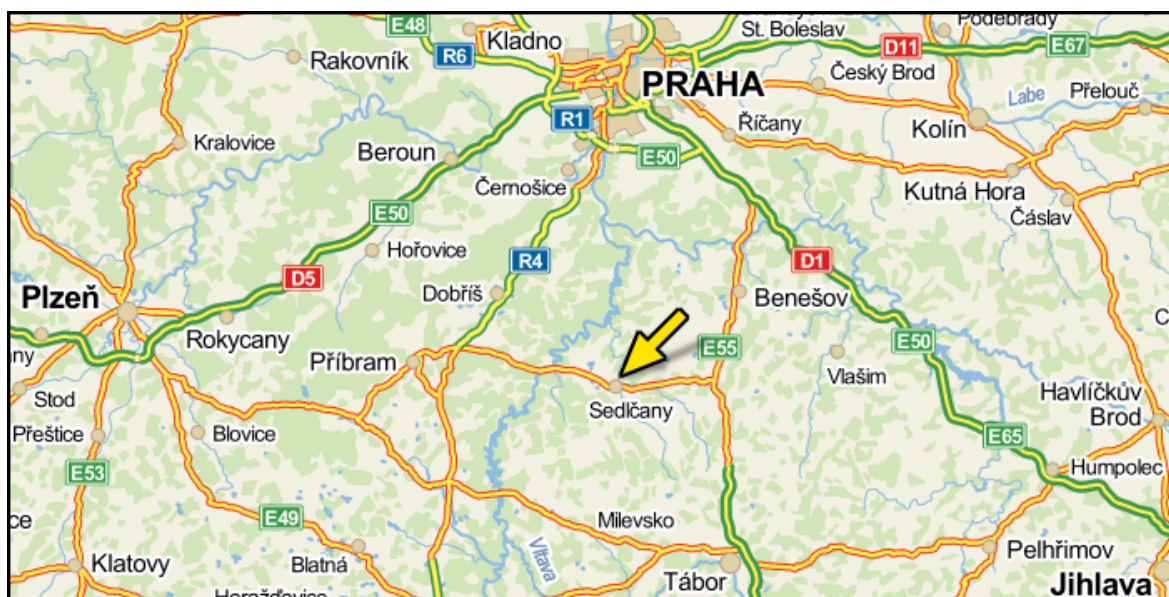 E48
Kladno
St. Boleslav
Poděbrady
Rakovník
R6
D11
E67
Český Brod
PRAHA
Labe
Přelouč
Kralovice
R1
Říčany
Kolín
Beroun
E50
Černošice
Kutná Hora
Čáslav
E50
Hořovice
R4
D1
D5
Plzeň
Dobříš
Benešov
Rokycany
E50
E55
Příbram
Vlašim
Stod
Sedlčany
Havlíčkův
Brod
Přeštice
Blovice
E65
E53
Humpolec
E49
Milevsko
Vltava
Klatovy
Blatná
Tábor
Pelhřimov
Jihlava
Horažďovice